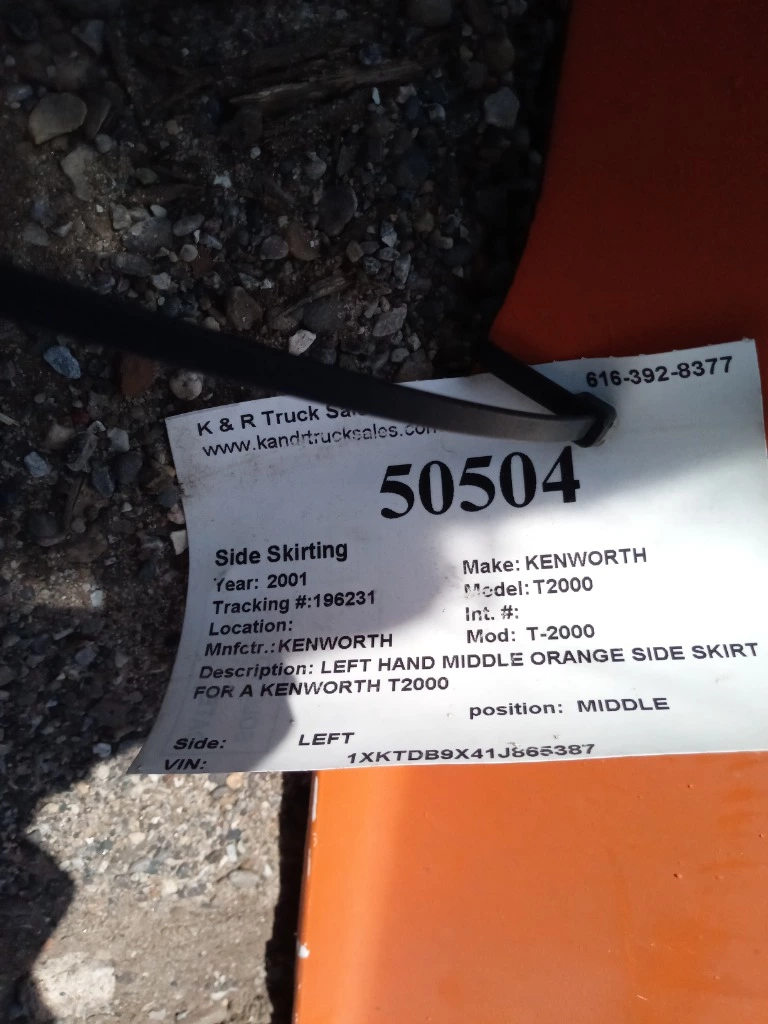 616-392-8377
K & R Truck
www.kandrtrucksales.com
50504
Side Skirting
Year: 2001
Tracking #:196231
Location:
Mnfctr.:KENWORTH
Make: KENWORTH
Model: T2000
Int. #:
Mod: T-2000
Description: LEFT HAND MIDDLE ORANGE SIDE SKIRT
FOR A KENWORTH T2000
position: MIDDLE
Side: LEFT
VIN: 1XKTDB9X41J865387